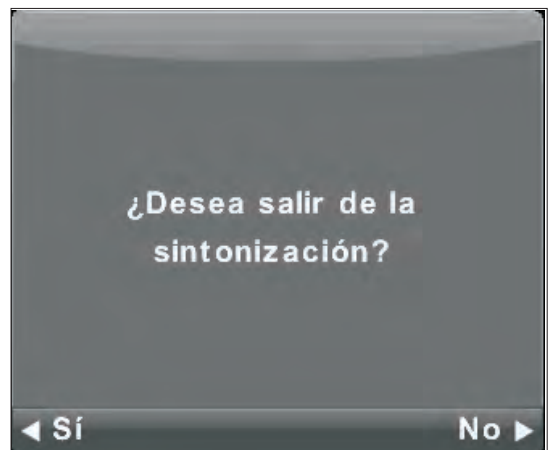 ¿Desea salir de la
sintonización?
◀ Sí
No ▶